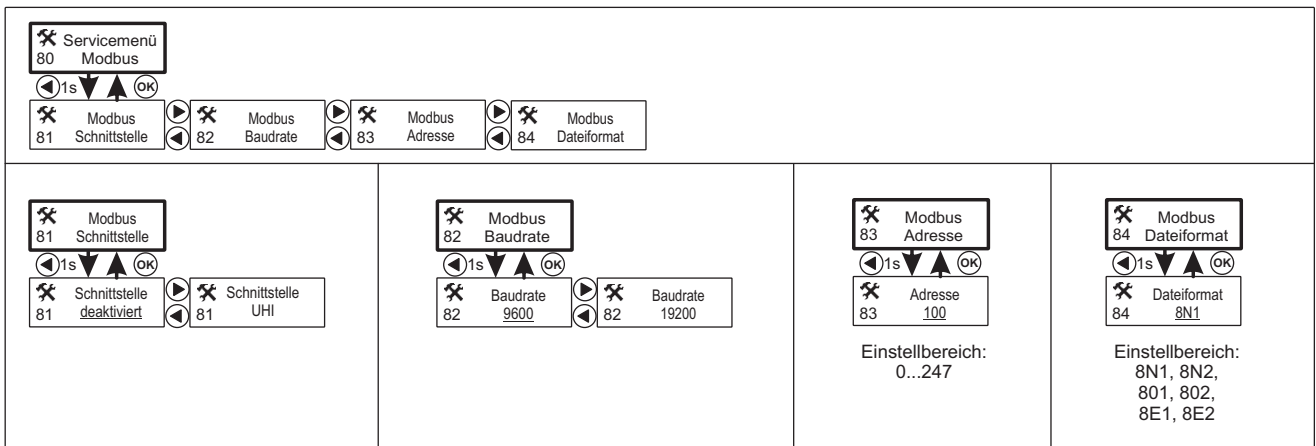 Servicemenü
80 Modbus
1s OK
Modbus
81 Schnittstelle
Modbus
82 Baudrate
Modbus
83 Adresse
Modbus
84 Dateiformat
Modbus
81 Schnittstelle
1s OK
Schnittstelle
81 deaktiviert
Schnittstelle
81 UHI
Modbus
82 Baudrate
1s OK
Baudrate
82 9600
Baudrate
82 19200
Modbus
83 Adresse
1s OK
Adresse
83 100
Einstellbereich:
0...247
Modbus
84 Dateiformat
1s OK
Dateiformat
84 8N1
Einstellbereich:
8N1, 8N2,
801, 802,
8E1, 8E2